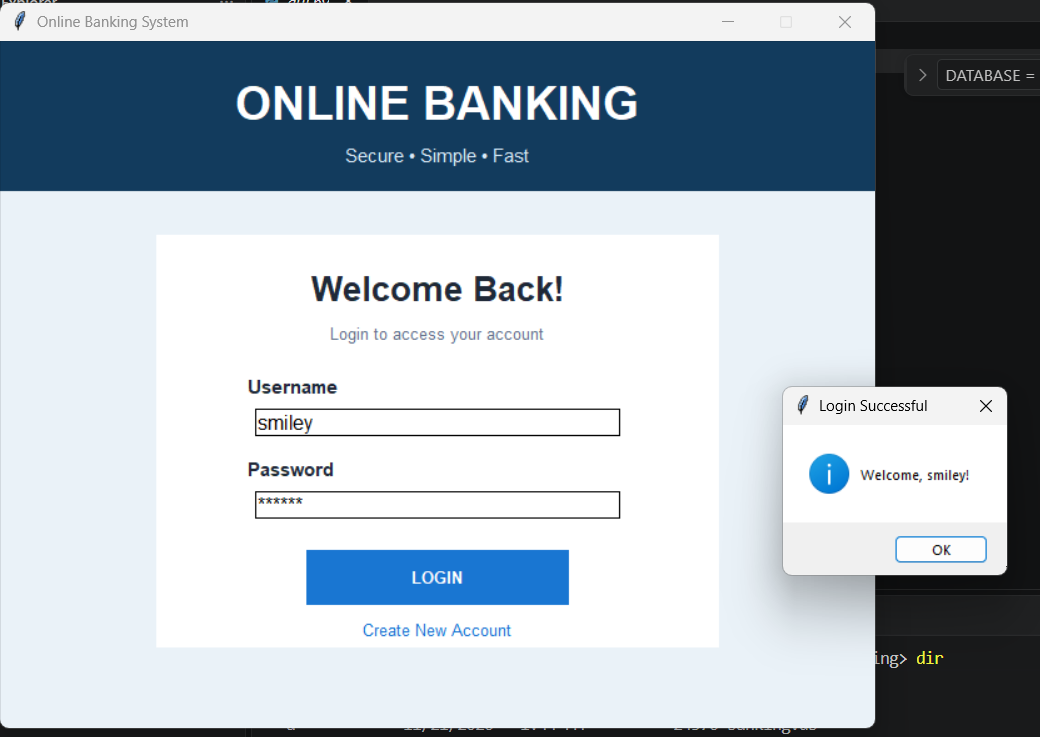 Online Banking System
DATABASE =
ONLINE BANKING
Secure • Simple • Fast
Welcome Back!
Login to access your account
Username
smiley
Password
******
LOGIN
Create New Account
Login Successful
Welcome, smiley!
OK
ing> dir